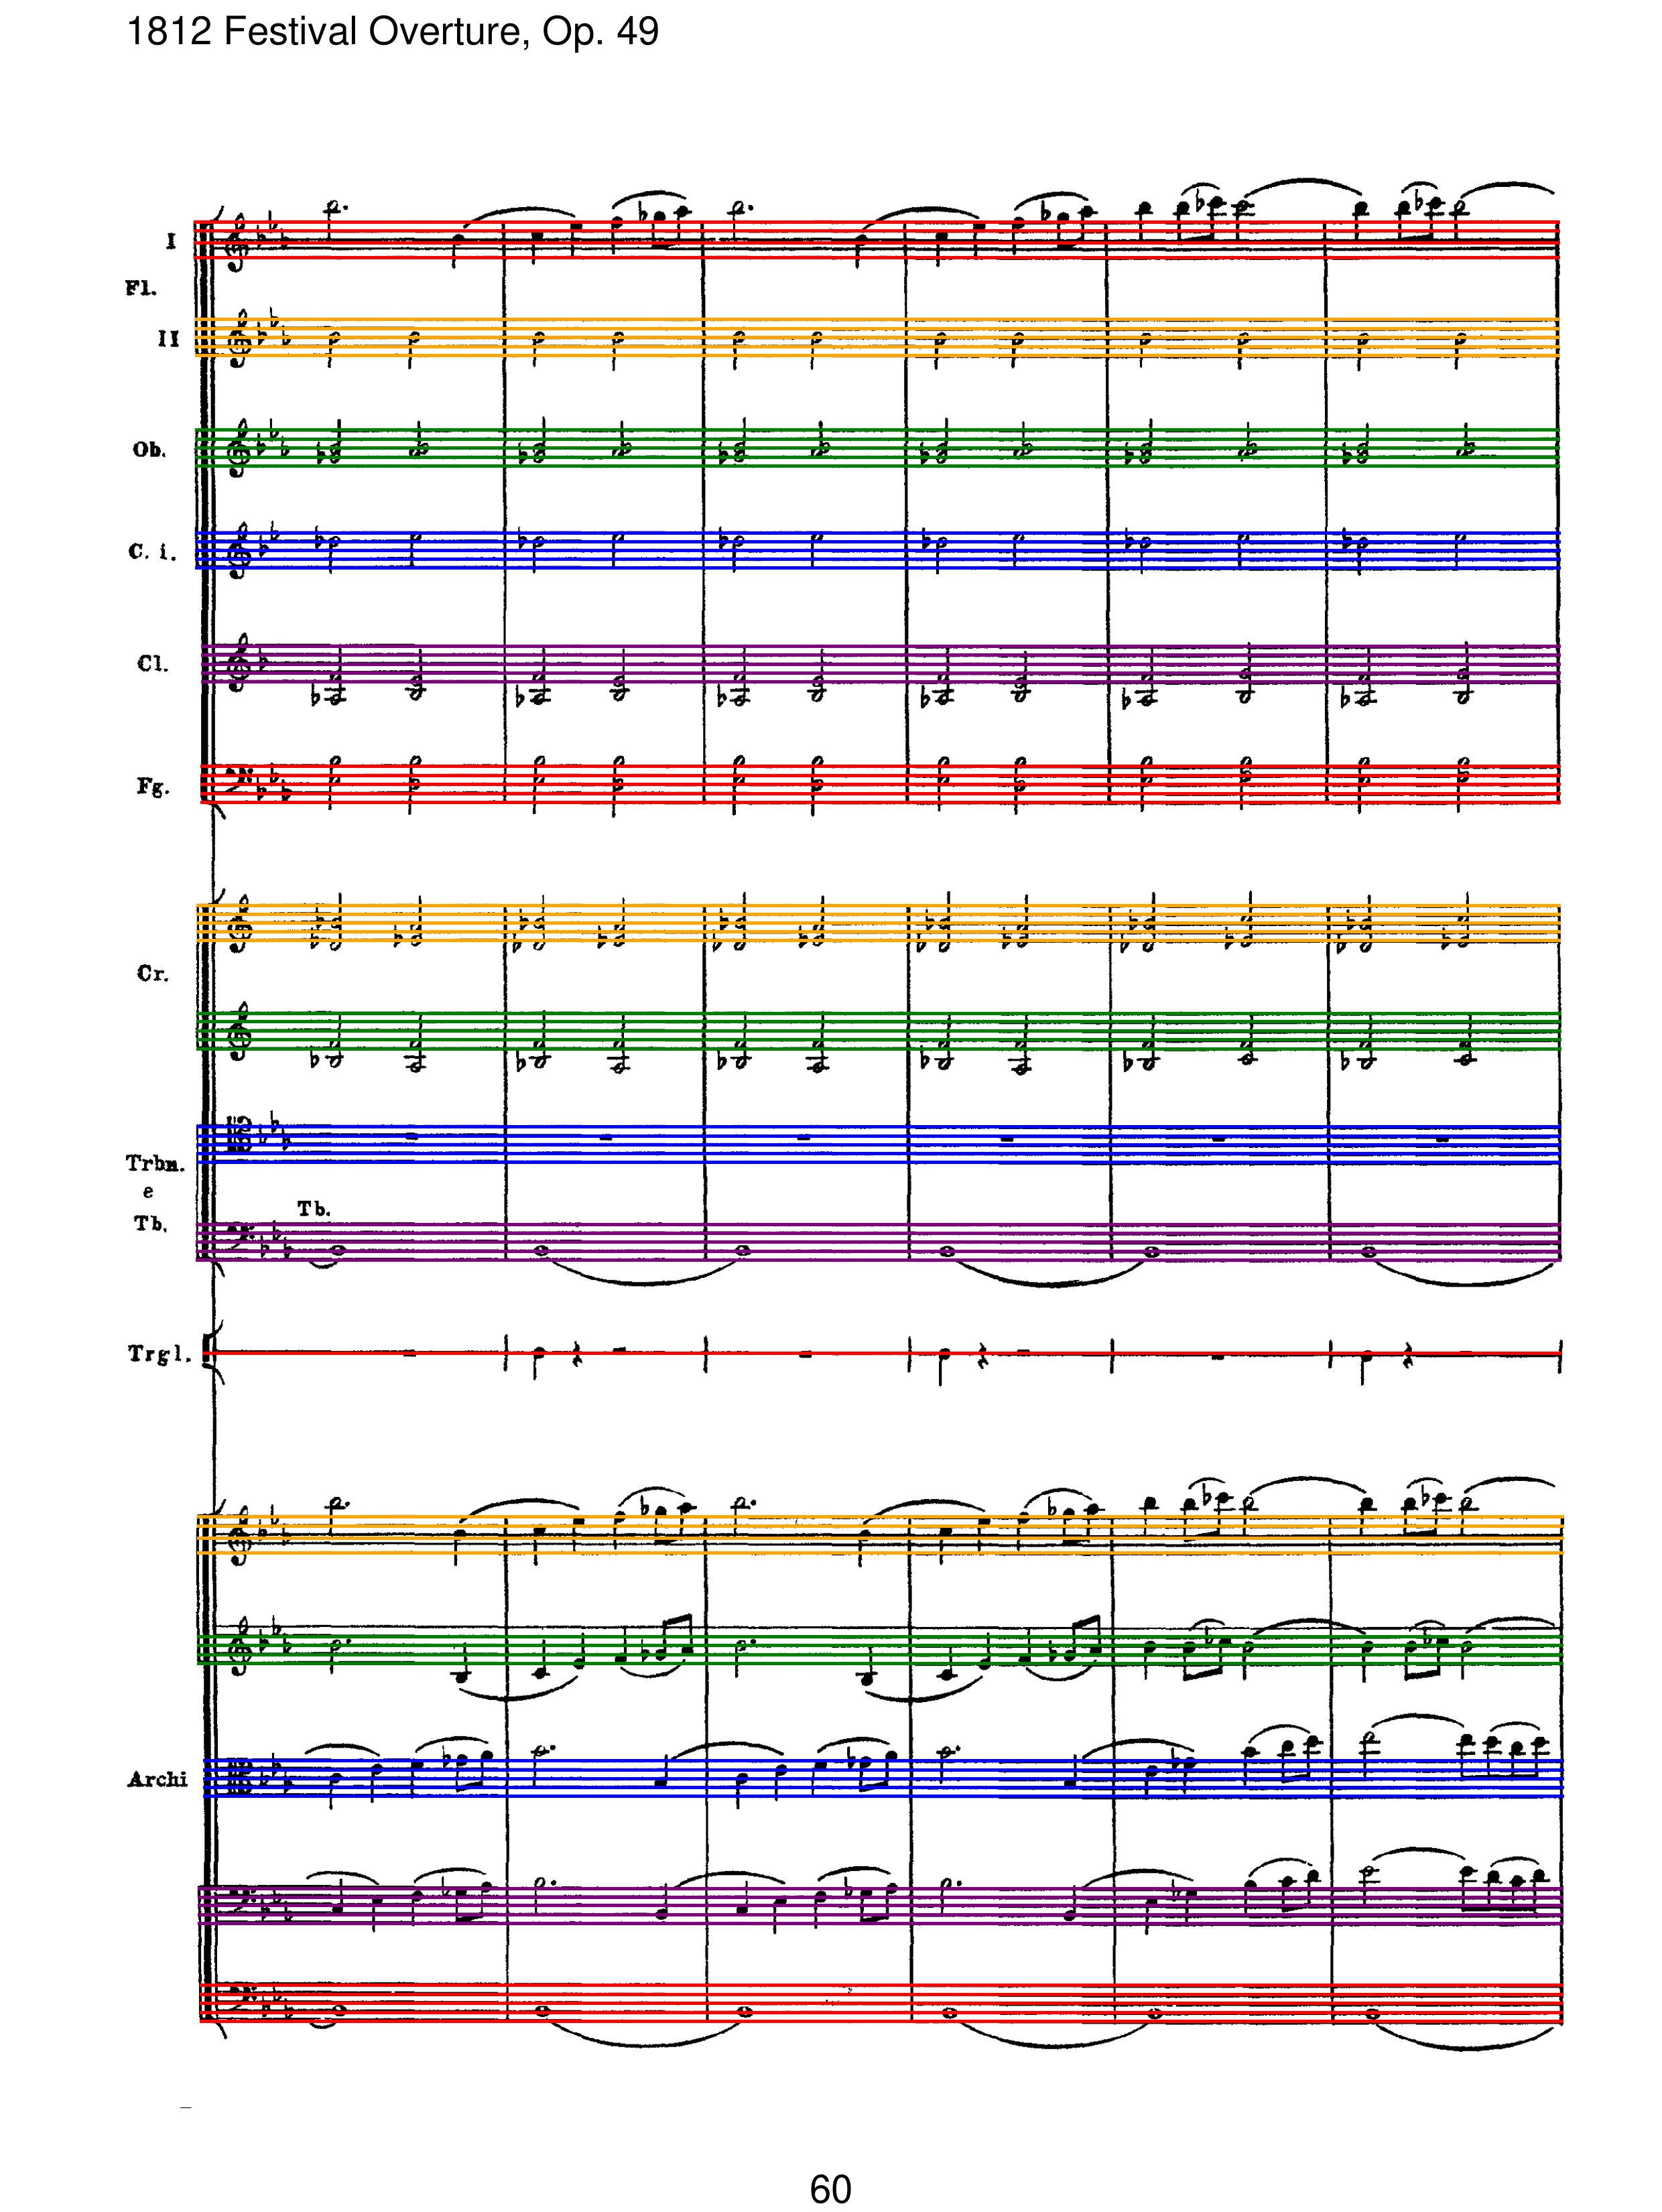 1812 Festival Overture, Op. 49
I
Fl.
II
Ob.
C. i.
Cl.
Fg.
Cr.
Trbn.
e
Tb.
Tb.
Trgl.
Archi
60